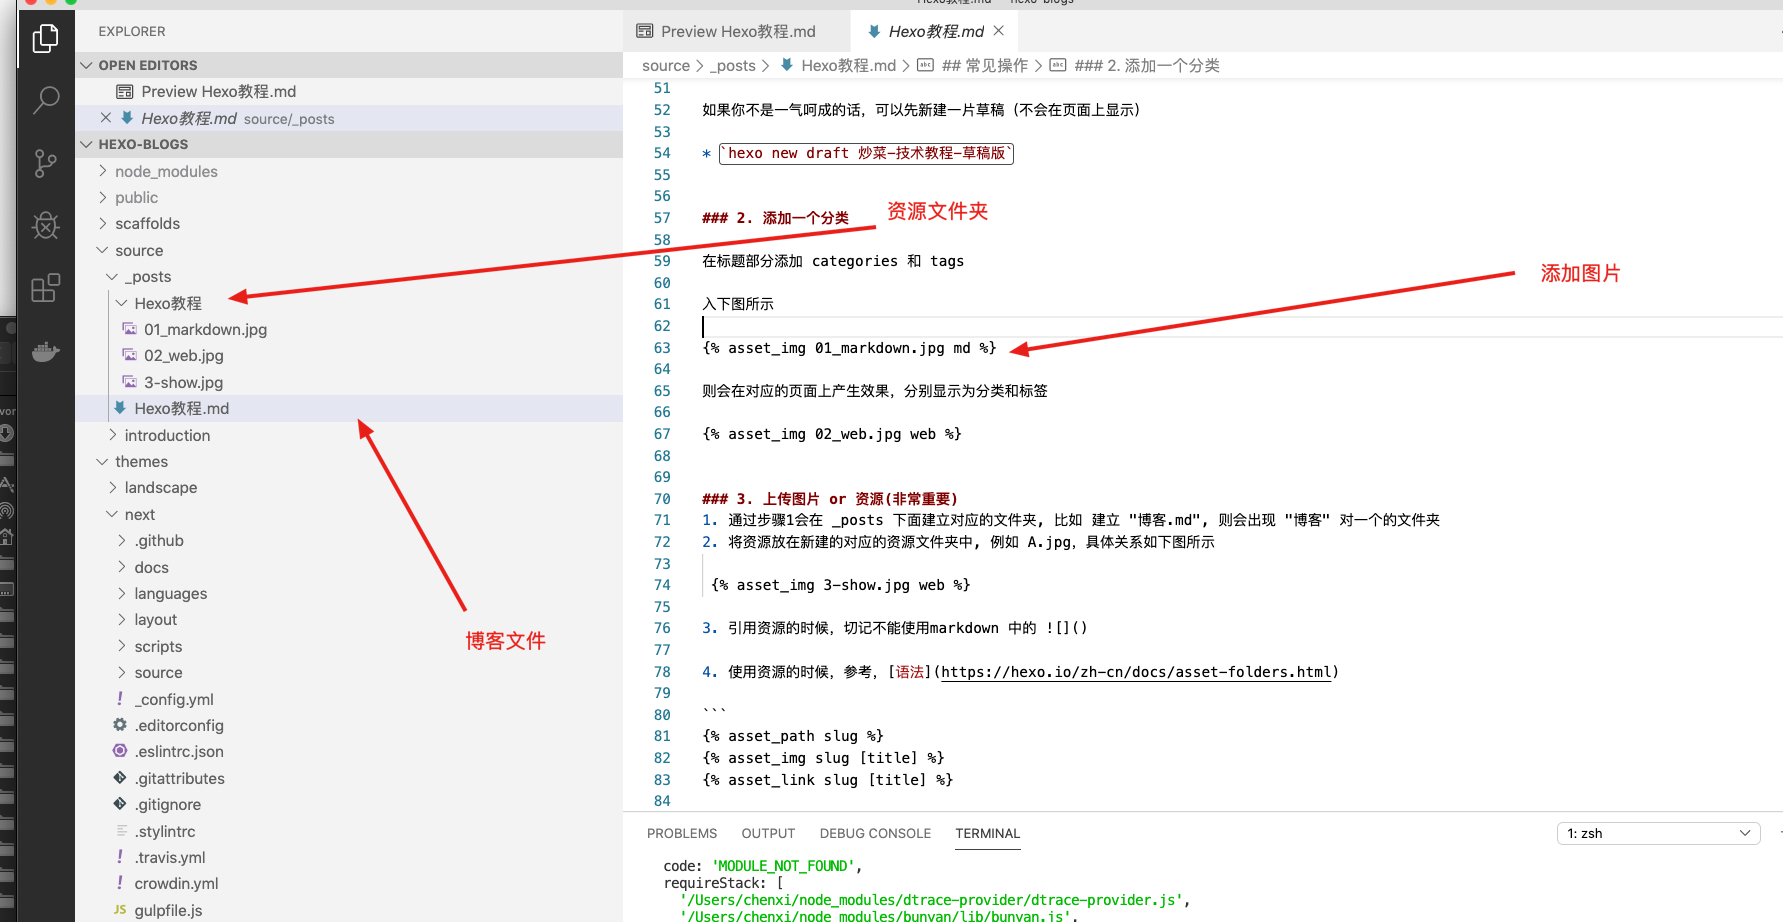 Hexo教程.md — hexo-blogs
EXPLORER
OPEN EDITORS
Preview Hexo教程.md
Hexo教程.md source/_posts
HEXO-BLOGS
node_modules
public
scaffolds
source
_posts
Hexo教程
01_markdown.jpg
02_web.jpg
3-show.jpg
Hexo教程.md
introduction
themes
landscape
next
.github
docs
languages
layout
scripts
source
_config.yml
.editorconfig
.eslintrc.json
.gitattributes
.gitignore
.stylintrc
.travis.yml
crowdin.yml
JS gulpfile.js
Preview Hexo教程.md
Hexo教程.md
source > _posts > Hexo教程.md > ## 常见操作 > ### 2. 添加一个分类
51
52 如果你不是一气呵成的话，可以先新建一片草稿（不会在页面上显示）
53
54 * `hexo new draft 炒菜-技术教程-草稿版`
55
56
57 ### 2. 添加一个分类
58
59 在标题部分添加 categories 和 tags
60
61 入下图所示
62
63 {% asset_img 01_markdown.jpg md %}
64
65 则会在对应的页面上产生效果，分别显示为分类和标签
66
67 {% asset_img 02_web.jpg web %}
68
69
70 ### 3. 上传图片 or 资源(非常重要)
71 1. 通过步骤1会在 _posts 下面建立对应的文件夹, 比如 建立 "博客.md", 则会出现 "博客" 对一个的文件夹
72 2. 将资源放在新建的对应的资源文件夹中, 例如 A.jpg，具体关系如下图所示
73
74 {% asset_img 3-show.jpg web %}
75
76 3. 引用资源的时候，切记不能使用markdown 中的 ![]()
77
78 4. 使用资源的时候，参考，[语法](https://hexo.io/zh-cn/docs/asset-folders.html)
79
80 ```
81 {% asset_path slug %}
82 {% asset_img slug [title] %}
83 {% asset_link slug [title] %}
84
资源文件夹
添加图片
博客文件
PROBLEMS OUTPUT DEBUG CONSOLE TERMINAL
1: zsh
code: 'MODULE_NOT_FOUND',
requireStack: [
'/Users/chenxi/node_modules/dtrace-provider/dtrace-provider.js',
'/Users/chenxi/node_modules/bunyan/lib/bunyan.js',